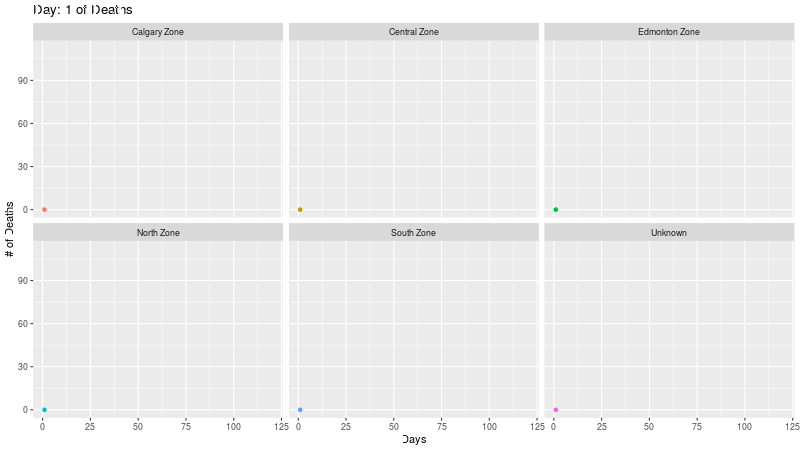 Day: 1 of Deaths
Calgary Zone Central Zone Edmonton Zone
90
60
30
0
# of Deaths
North Zone South Zone Unknown
90
60
30
0
0 25 50 75 100 125 0 25 50 75 100 125 0 25 50 75 100 125
Days